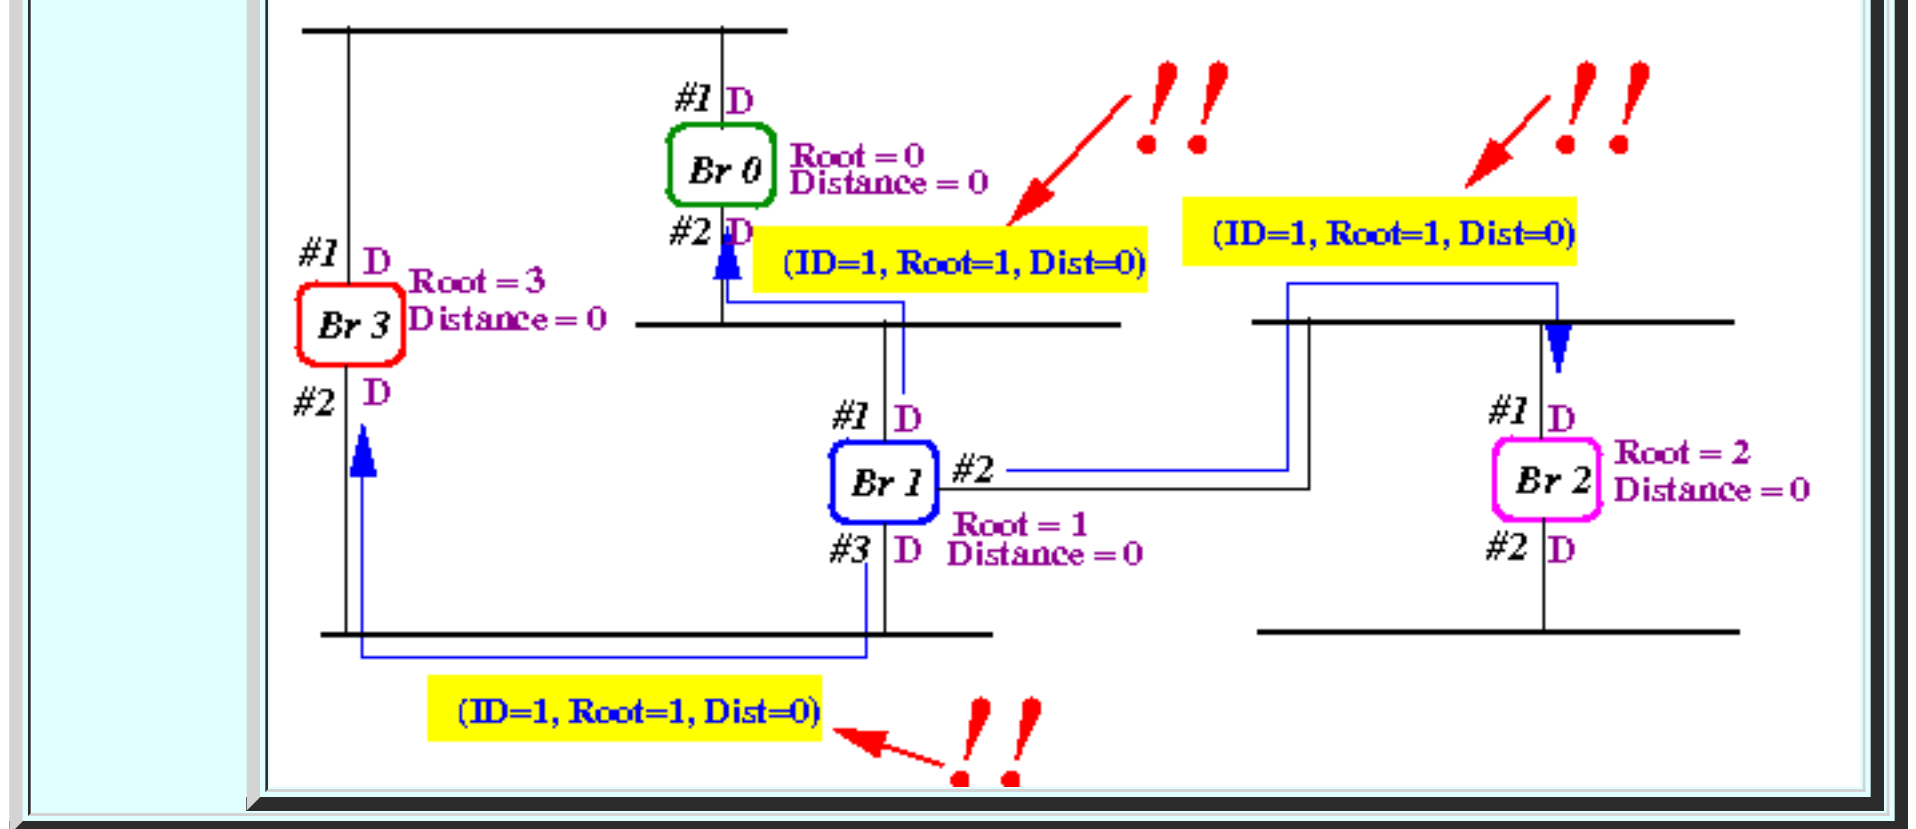 #1 D
Br 0
Root = 0
Distance = 0
#2 D
(ID=1, Root=1, Dist=0)
(ID=1, Root=1, Dist=0)
!!
!!
#1 D
Br 3
Root = 3
Distance = 0
#2 D
#1 D
Br 1
#2
Root = 1
Distance = 0
#3 D
#1 D
Br 2
Root = 2
Distance = 0
#2 D
(ID=1, Root=1, Dist=0)
!!